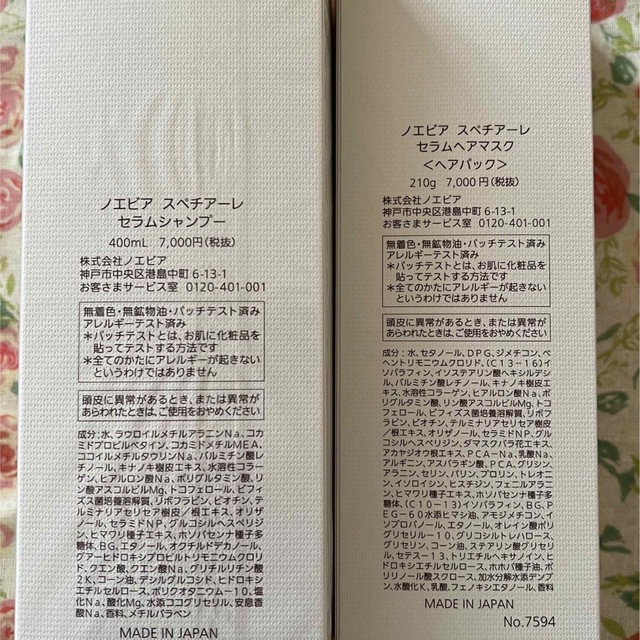 ノエビア スペチアーレ
セラムシャンプー
400mL 7,000円(税抜)
株式会社ノエビア
神戸市中央区港島中町6-13-1
お客さまサービス室 0120-401-001
無着色・無鉱物油・パッチテスト済み
アレルギーテスト済み
＊パッチテストとは、お肌に化粧品を
貼ってテストする方法です
＊全てのかたにアレルギーが起きない
というわけではありません
頭皮に異常があるとき、または異常が
あらわれたときは、ご使用をおやめください
成分:水、ラウロイルメチルアラニンNa、コカ
ミドプロピルベタイン、コカミドメチルMEA、
ココイルメチルタウリンNa、パルミチン酸レ
チノール、キナノキ樹皮エキス、水溶性コラー
ゲン、ヒアルロン酸Na、ポリグルタミン酸、リ
ン酸アスコルビルMg、トコフェロール、ビフィ
ズス菌培養溶解質、リボフラビン、ビオチン、テ
ルミナリアセリセア樹皮／根エキス、オリザ
ノール、セラミドNP、グルコシルヘスペリジ
ン、ヒマワリ種子エキス、ホソバセンナ種子多
糖体、BG、エタノール、オクチルドデカノール、
グアーヒドロキシプロピルトリモニウムクロリ
ド、クエン酸、クエン酸Na、グリチルリチン酸
2K、コーン油、デシルグルコシド、ヒドロキシ
エチルセルロース、ポリクオタニウム-10、塩
化Na、酸化Mg、水添ココグリセリル、安息香
酸Na、香料、メチルパラベン
MADE IN JAPAN
ノエビア スペチアーレ
セラムヘアマスク
＜ヘアパック＞
210g 7,000円(税抜)
株式会社ノエビア
神戸市中央区港島中町6-13-1
お客さまサービス室 0120-401-001
無着色・無鉱物油・パッチテスト済み
アレルギーテスト済み
＊パッチテストとは、お肌に化粧品を
貼ってテストする方法です
＊全てのかたにアレルギーが起きない
というわけではありません
頭皮に異常があるとき、または異常が
あらわれたときは、ご使用をおやめください
成分:水、セタノール、DPG、ジメチコン、ベ
ヘントリモニウムクロリド、(C13-16)イ
ソパラフィン、イソステアリン酸ヘキシルデシ
ル、パルミチン酸レチノール、キナノキ樹皮エ
キス、水溶性コラーゲン、ヒアルロン酸Na、ポ
リグルタミン酸、リン酸アスコルビルMg、トコ
フェロール、ビフィズス菌培養溶解質、リボフラ
ビン、ビオチン、テルミナリアセリセア樹皮
／根エキス、オリザノール、セラミドNP、グル
コシルヘスペリジン、ダマスクバラ花エキス、
アカヤジオウ根エキス、PCA-Na、乳酸Na、
アルギニン、アスパラギン酸、PCA、グリシン、
アラニン、セリン、バリン、プロリン、トレオニ
ン、イソロイシン、ヒスチジン、フェニルアラニ
ン、ヒマワリ種子エキス、ホソバセンナ種子多
糖体、(C10-13)イソパラフィン、BG、P
EG-60水添ヒマシ油、アモジメチコン、イ
ソプロパノール、エタノール、オレイン酸ポリ
グリセリル-10、グリコシルトレハロース、
グリセリン、コーン油、ステアリン酸グリセリ
ル、セテス-13、トリエチルヘキサノイン、ヒ
ドロキシエチルセルロース、ホホバ種子油、ポ
リリノール酸スクロース、加水分解水添デンプ
ン、水酸化K、乳酸、フェノキシエタノール、香料
MADE IN JAPAN
No.7594